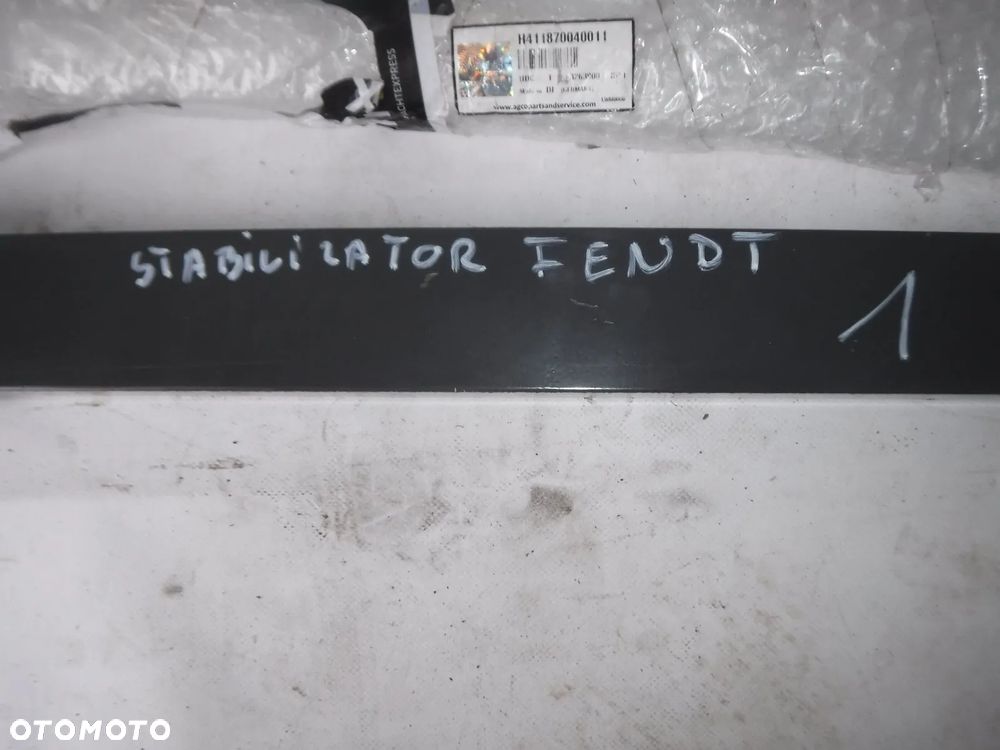 H411870040011
www.agcopartsandservice.com
STABILIZATOR FENDT
1
OTOMOTO